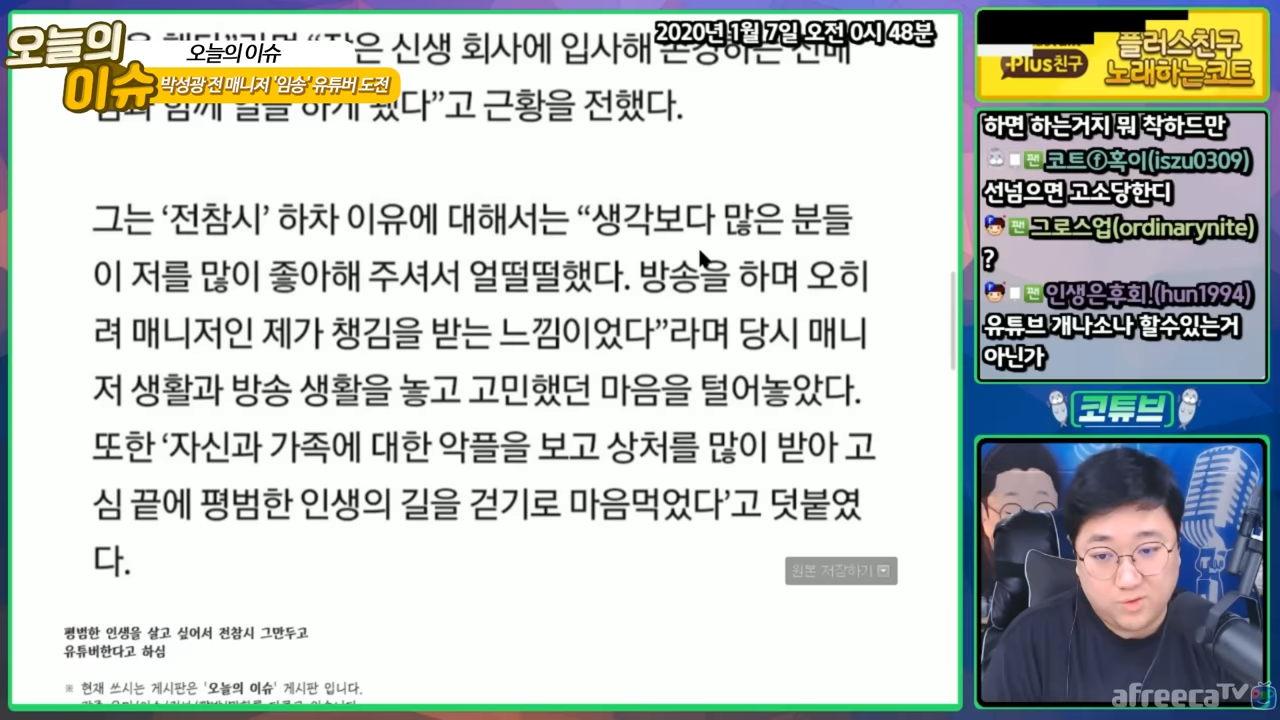 오늘의
이슈
오늘의 이슈
박성광 전 매니저 '임송' 유튜버 도전
2020년 1월 7일 오전 0시 48분
신생 회사에 입사해
함께 일을 하게 됐다”고 근황을 전했다.
그는 ‘전참시’ 하차 이유에 대해서는 “생각보다 많은 분들
이 저를 많이 좋아해 주셔서 얼떨떨했다. 방송을 하며 오히
려 매니저인 제가 챙김을 받는 느낌이었다”라며 당시 매니
저 생활과 방송 생활을 놓고 고민했던 마음을 털어놓았다.
또한 ‘자신과 가족에 대한 악플을 보고 상처를 많이 받아 고
심 끝에 평범한 인생의 길을 걷기로 마음먹었다’고 덧붙였
다.
원본 저장하기
평범한 인생을 살고 싶어서 전참시 그만두고
유튜버한다고 하심
※ 현재 쓰시는 게시판은 '오늘의 이슈' 게시판 입니다.
Plus친구
플러스친구
노래하는코트
하면 하는거지 뭐 착하드만
팬 코트ⓕ혹이(iszu0309)
선넘으면 고소당한디
팬 그로스업(ordinarynite)
?
팬 인생은후회.(hun1994)
유튜브 개나소나 할수있는거
아닌가
코튜브
afreecaTV